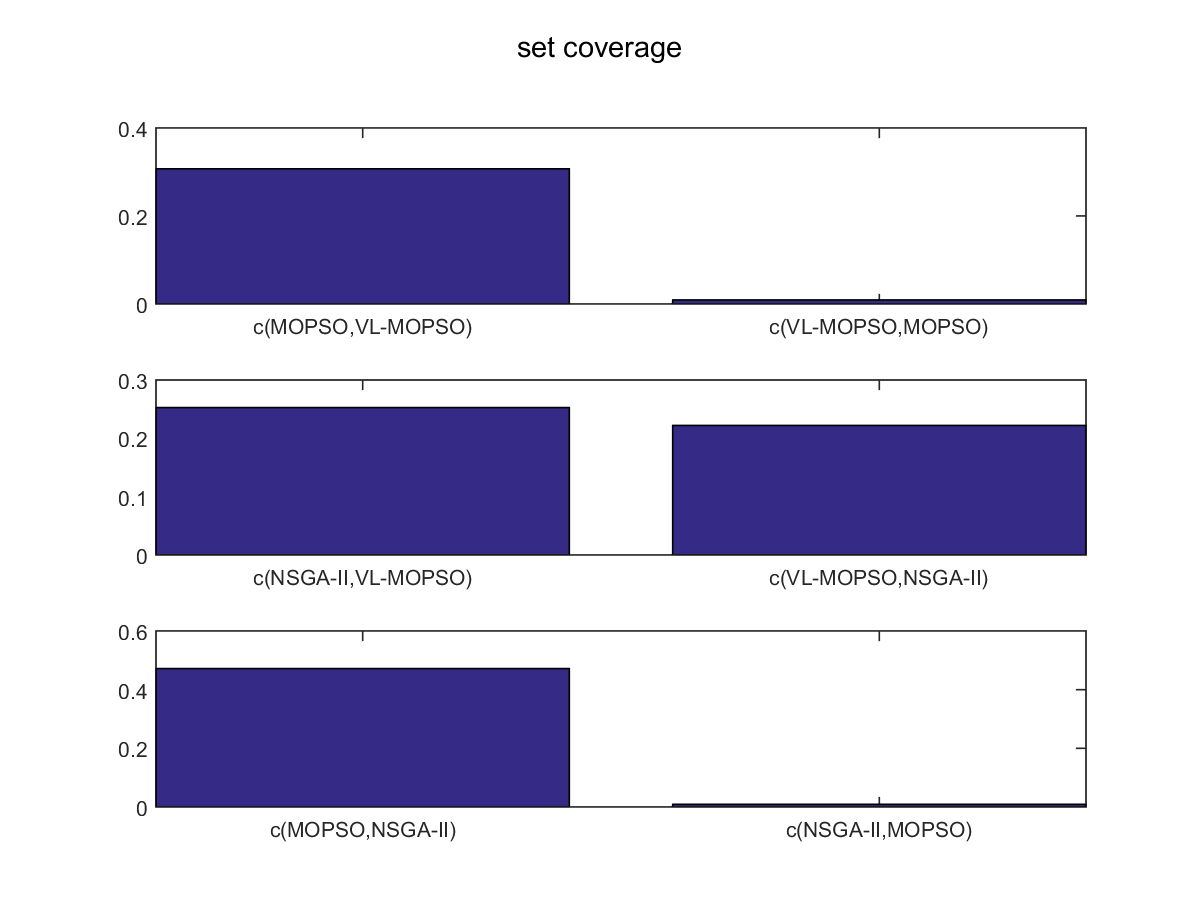 set coverage
0.4
0.2
0
c(MOPSO,VL-MOPSO) c(VL-MOPSO,MOPSO)
0.3
0.2
0.1
0
c(NSGA-II,VL-MOPSO) c(VL-MOPSO,NSGA-II)
0.6
0.4
0.2
0
c(MOPSO,NSGA-II) c(NSGA-II,MOPSO)